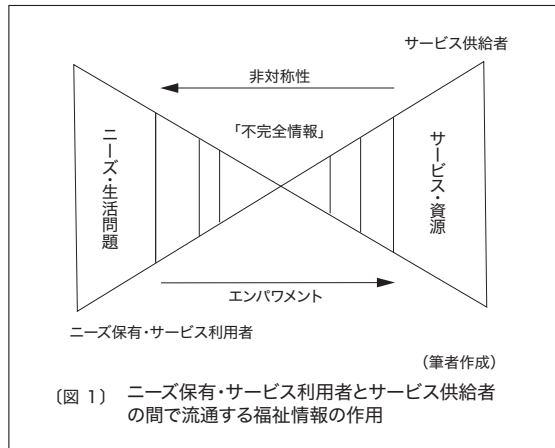 サービス供給者
非対称性
「不完全情報」
ニーズ・生活問題
サービス・資源
エンパワメント
ニーズ保有・サービス利用者
(筆者作成)
〔図 1〕 ニーズ保有・サービス利用者とサービス供給者
の間で流通する福祉情報の作用